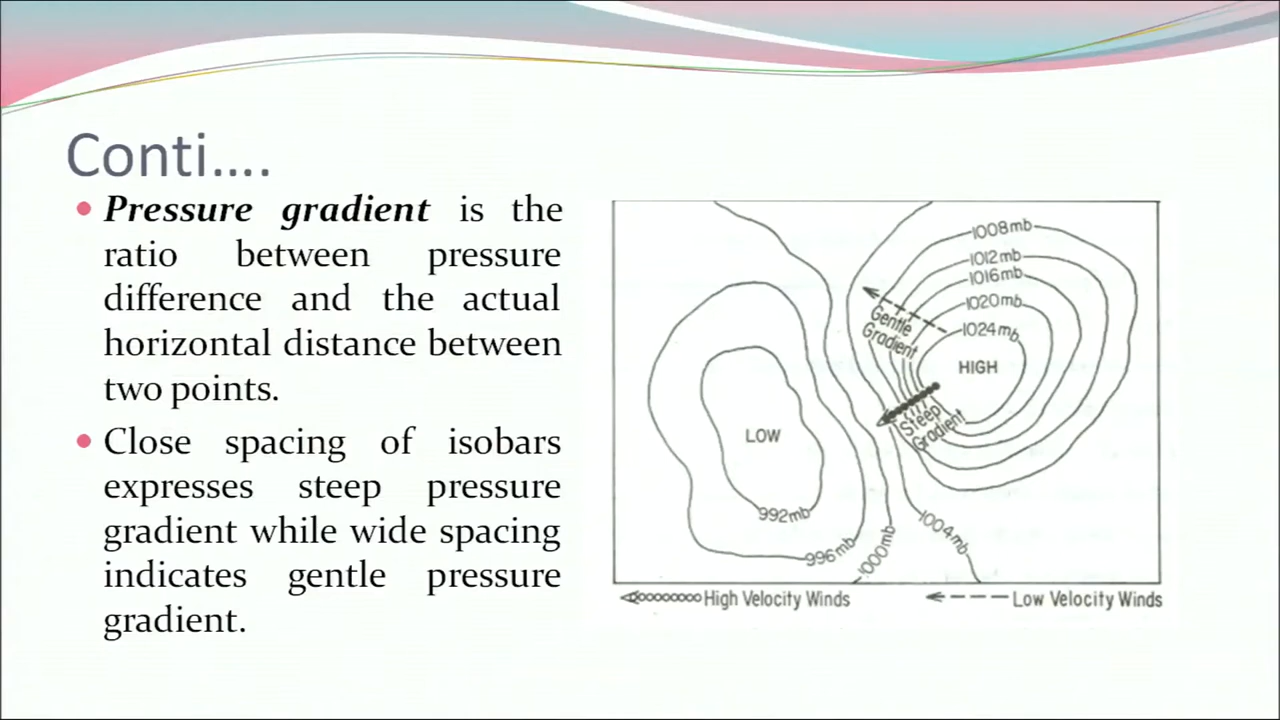 Conti....
Pressure gradient is the
ratio between pressure
difference and the actual
horizontal distance between
two points.
Close spacing of isobars
expresses steep pressure
gradient while wide spacing
indicates gentle pressure
gradient.
1008mb
1012mb
1016mb
1020mb
1024mb
Gentle
Gradient
HIGH
Steep
Gradient
LOW
992mb
996mb
1000mb
1004mb
High Velocity Winds
Low Velocity Winds